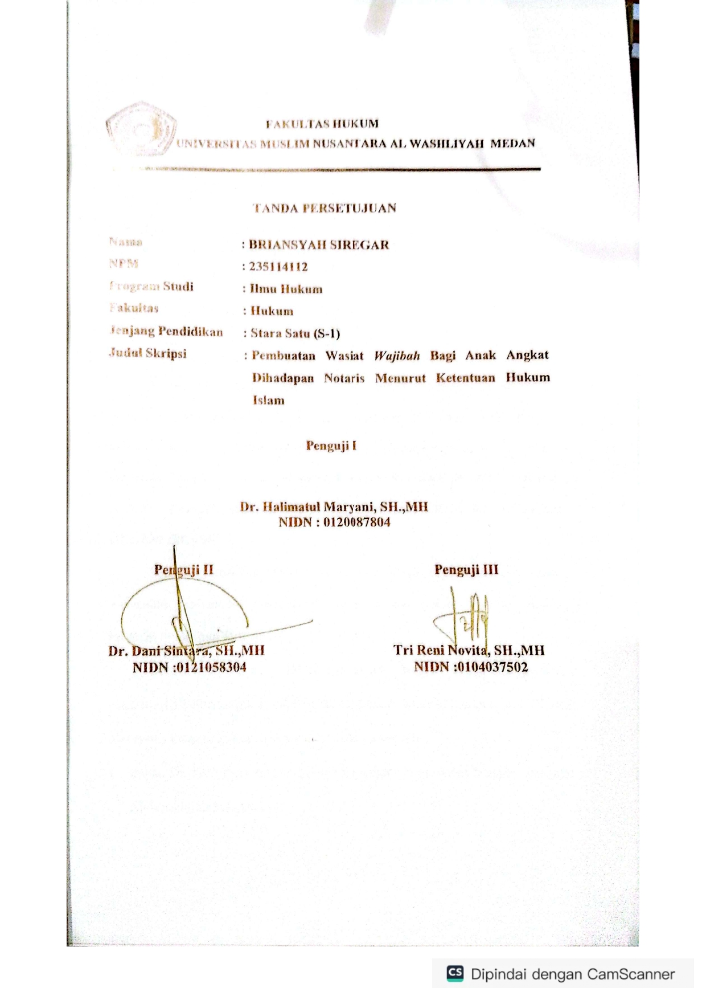 FAKULTAS HUKUM
UNIVERSITAS MUSLIM NUSANTARA AL WASHLIYAH MEDAN
TANDA PERSETUJUAN
Nama : BRIANSYAH SIREGAR
NPM : 235114112
Program Studi : Ilmu Hukum
Fakultas : Hukum
Jenjang Pendidikan : Stara Satu (S-1)
Judul Skripsi : Pembuatan Wasiat Wajibah Bagi Anak Angkat
Dihadapan Notaris Menurut Ketentuan Hukum
Islam
Penguji I
Dr. Halimatul Maryani, SH.,MH
NIDN : 0120087804
Penguji II Penguji III
Dr. Dani Sintara, SH.,MH Tri Reni Novita, SH.,MH
NIDN :0121058304 NIDN :0104037502
CS Dipindai dengan CamScanner